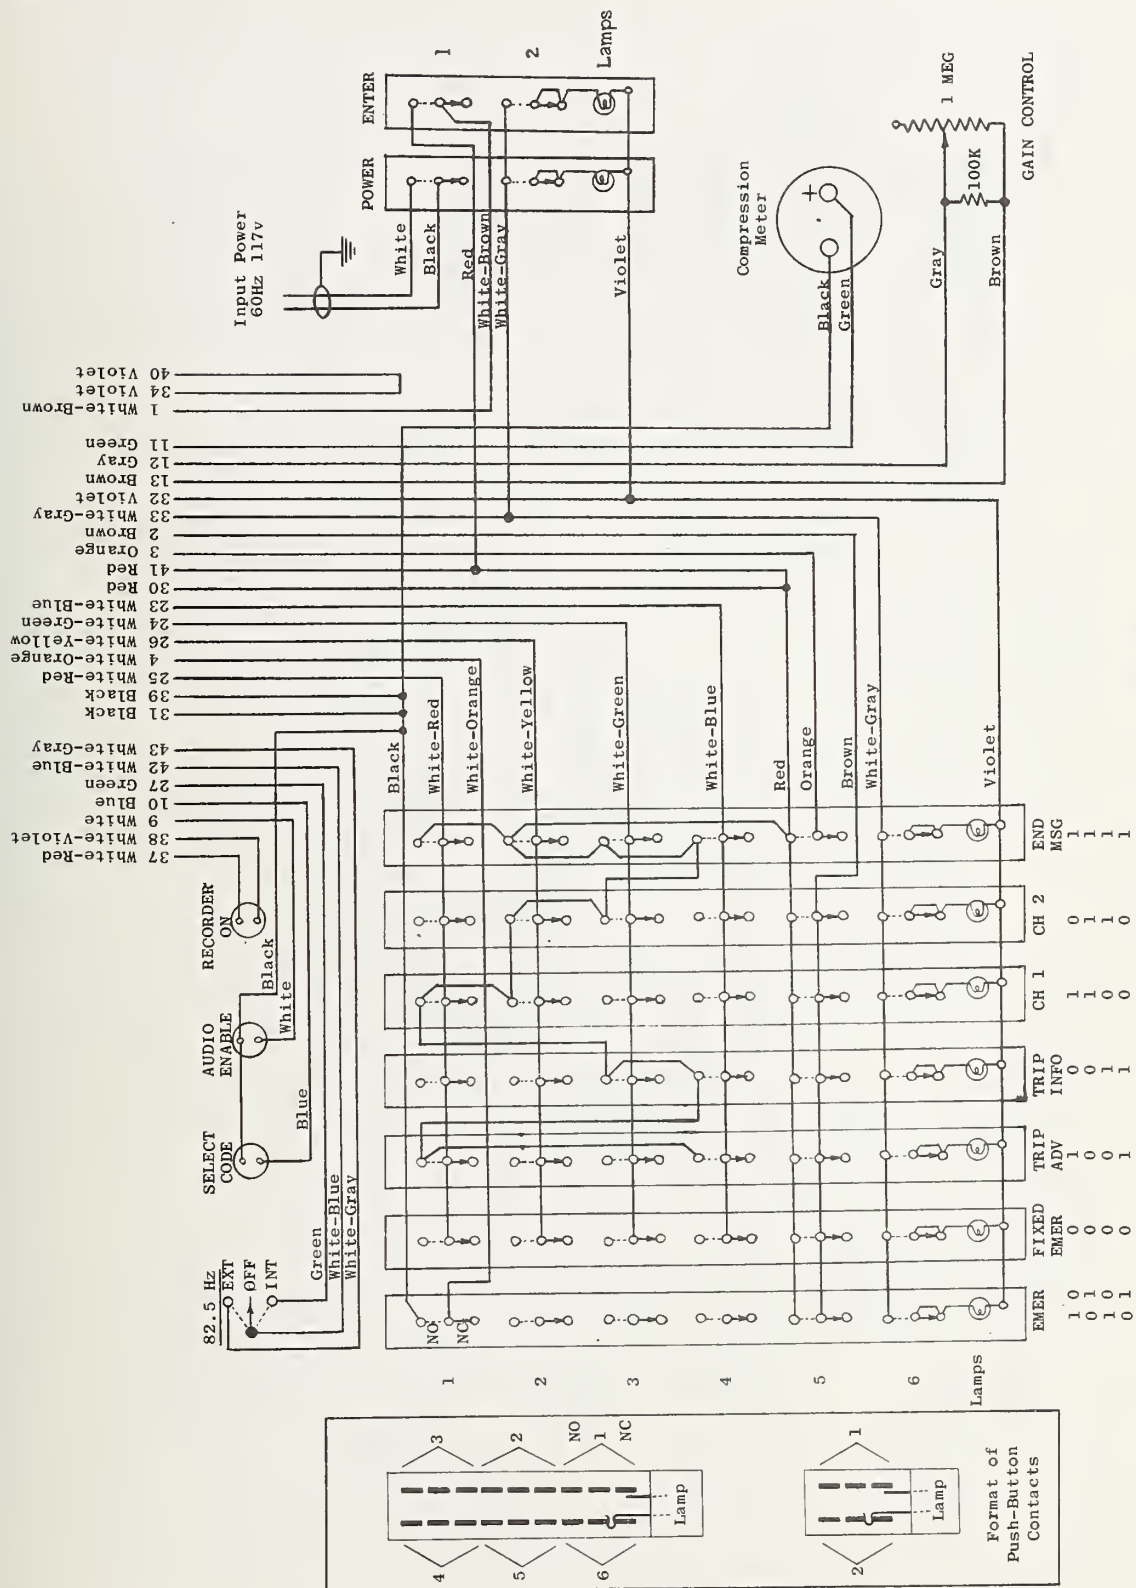 Lamps
1
2
ENTER
POWER
Input Power
60Hz 117v
White
Black
Red
White-Brown
White-Gray
Violet
Compression
Meter
+
Black
Green
1 MEG
100K
Gray
Brown
GAIN CONTROL
40 Violet
34 Violet
1 White-Brown
11 Green
12 Gray
13 Brown
32 Violet
33 White-Gray
2 Brown
3 Orange
41 Red
30 Red
23 White-Blue
24 White-Green
26 White-Yellow
4 White-Orange
25 White-Red
39 Black
31 Black
43 White-Gray
42 White-Blue
27 Green
10 Blue
9 White
38 White-Violet
37 White-Red
RECORDER
ON
Black
White
AUDIO
ENABLE
Blue
SELECT
CODE
Green
White-Blue
White-Gray
82.5 Hz
EXT
OFF
INT
Black
White-Red
White-Orange
White-Yellow
White-Green
White-Blue
Red
Orange
Brown
White-Gray
Violet
END
MSG
1
1
1
1
CH 2
0
1
1
0
CH 1
1
1
0
0
TRIP
INFO
0
0
1
1
TRIP
ADV
1
0
0
1
FIXED
EMER
0
0
0
0
NO
NC
EMER
1 0
0 1
1 0
0 1
1
2
3
4
5
6
Lamps
3
2
NO
1
NC
4
5
6
Lamp
1
2
Lamp
Format of
Push-Button
Contacts